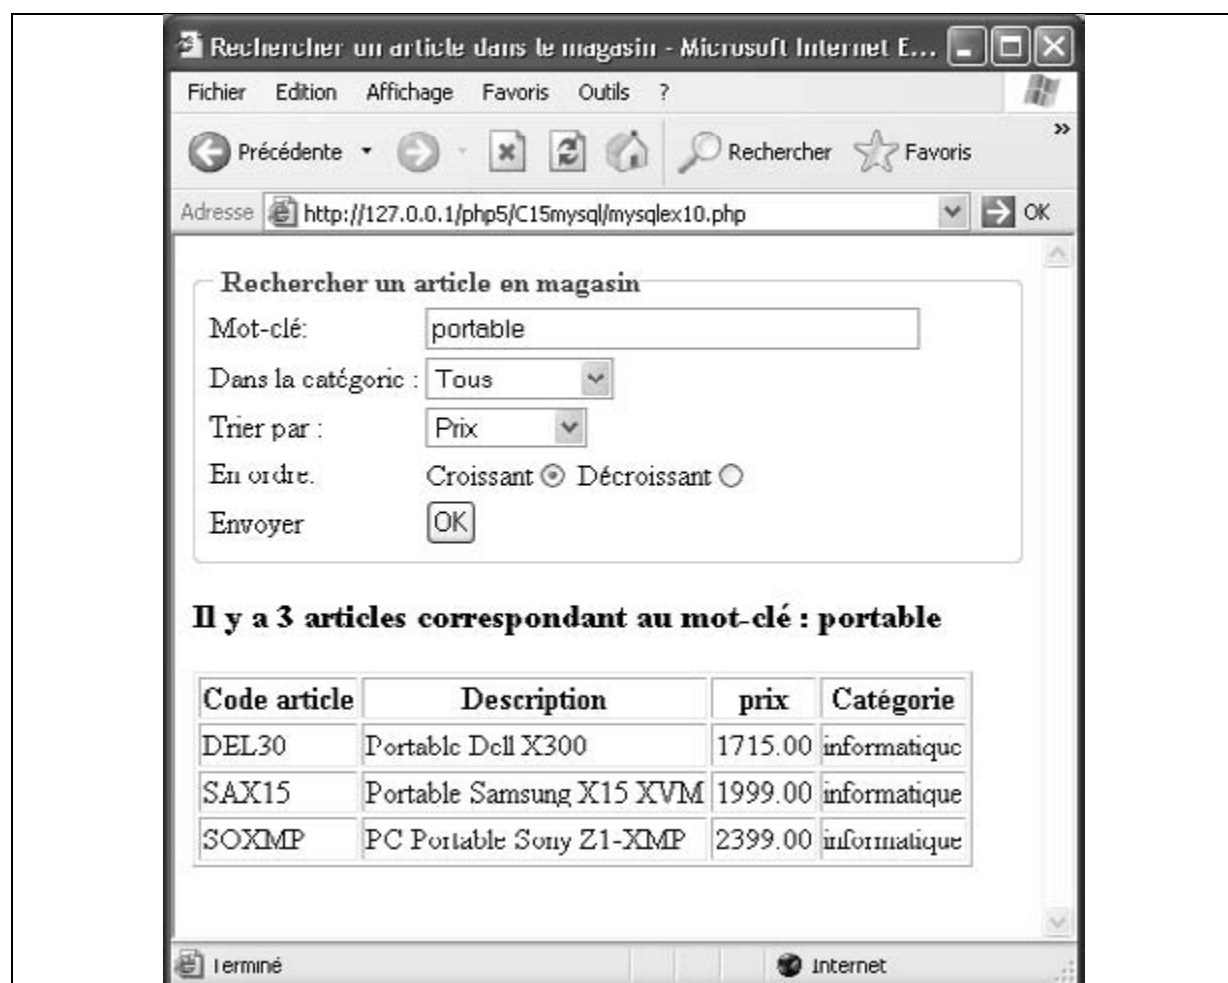 Rechercher un article dans le magasin - Microsoft Internet E...
Fichier Edition Affichage Favoris Outils ?
Précédente Rechercher Favoris »
Adresse http://127.0.0.1/php5/C15mysql/mysqlex10.php OK
Rechercher un article en magasin
Mot-clé: portable
Dans la catégorie : Tous
Trier par : Prix
En ordre: Croissant Décroissant
Envoyer OK
Il y a 3 articles correspondant au mot-clé : portable
Code article Description prix Catégorie
DEL30 Portable Dell X300 1715.00 informatique
SAX15 Portable Samsung X15 XVM 1999.00 informatique
SOXMP PC Portable Sony Z1-XMP 2399.00 informatique
Terminé Internet